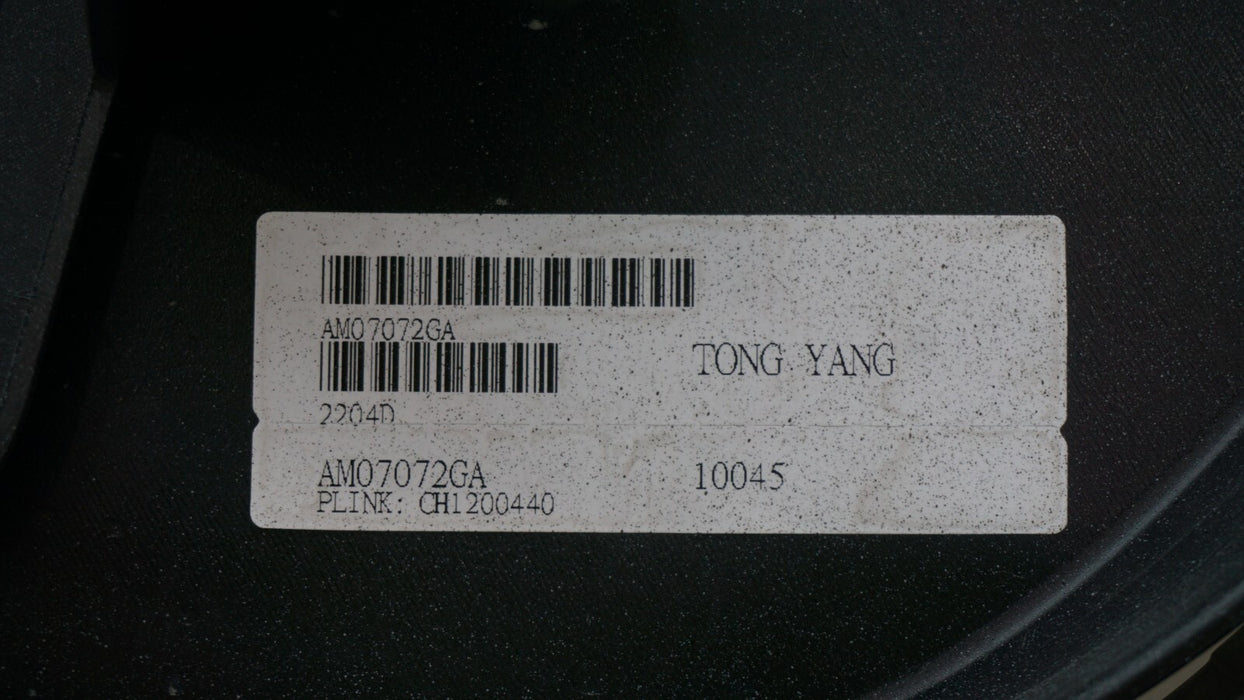 AM07072GA
TONG YANG
2204D
AM07072GA
10045
PLINK: CH1200440